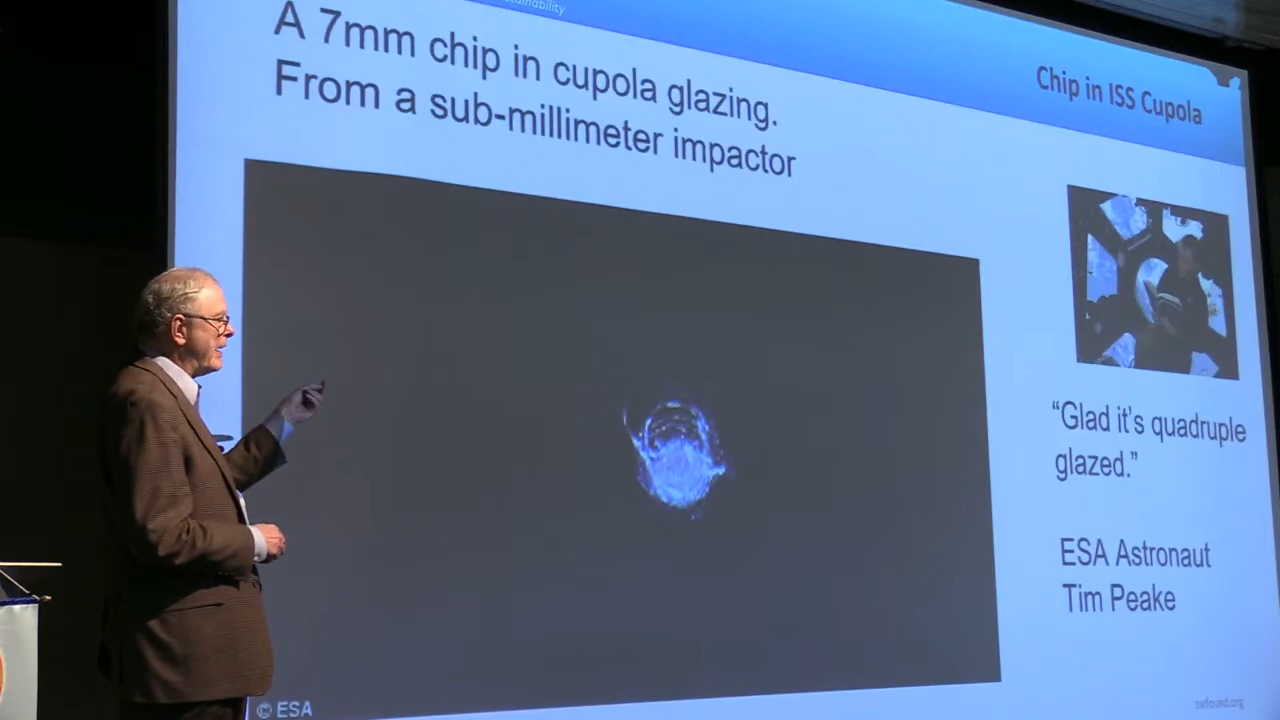 A 7mm chip in cupola glazing.
From a sub-millimeter impactor
Chip in ISS Cupola
“Glad it’s quadruple
glazed.”
ESA Astronaut
Tim Peake
© ESA
swfound.org